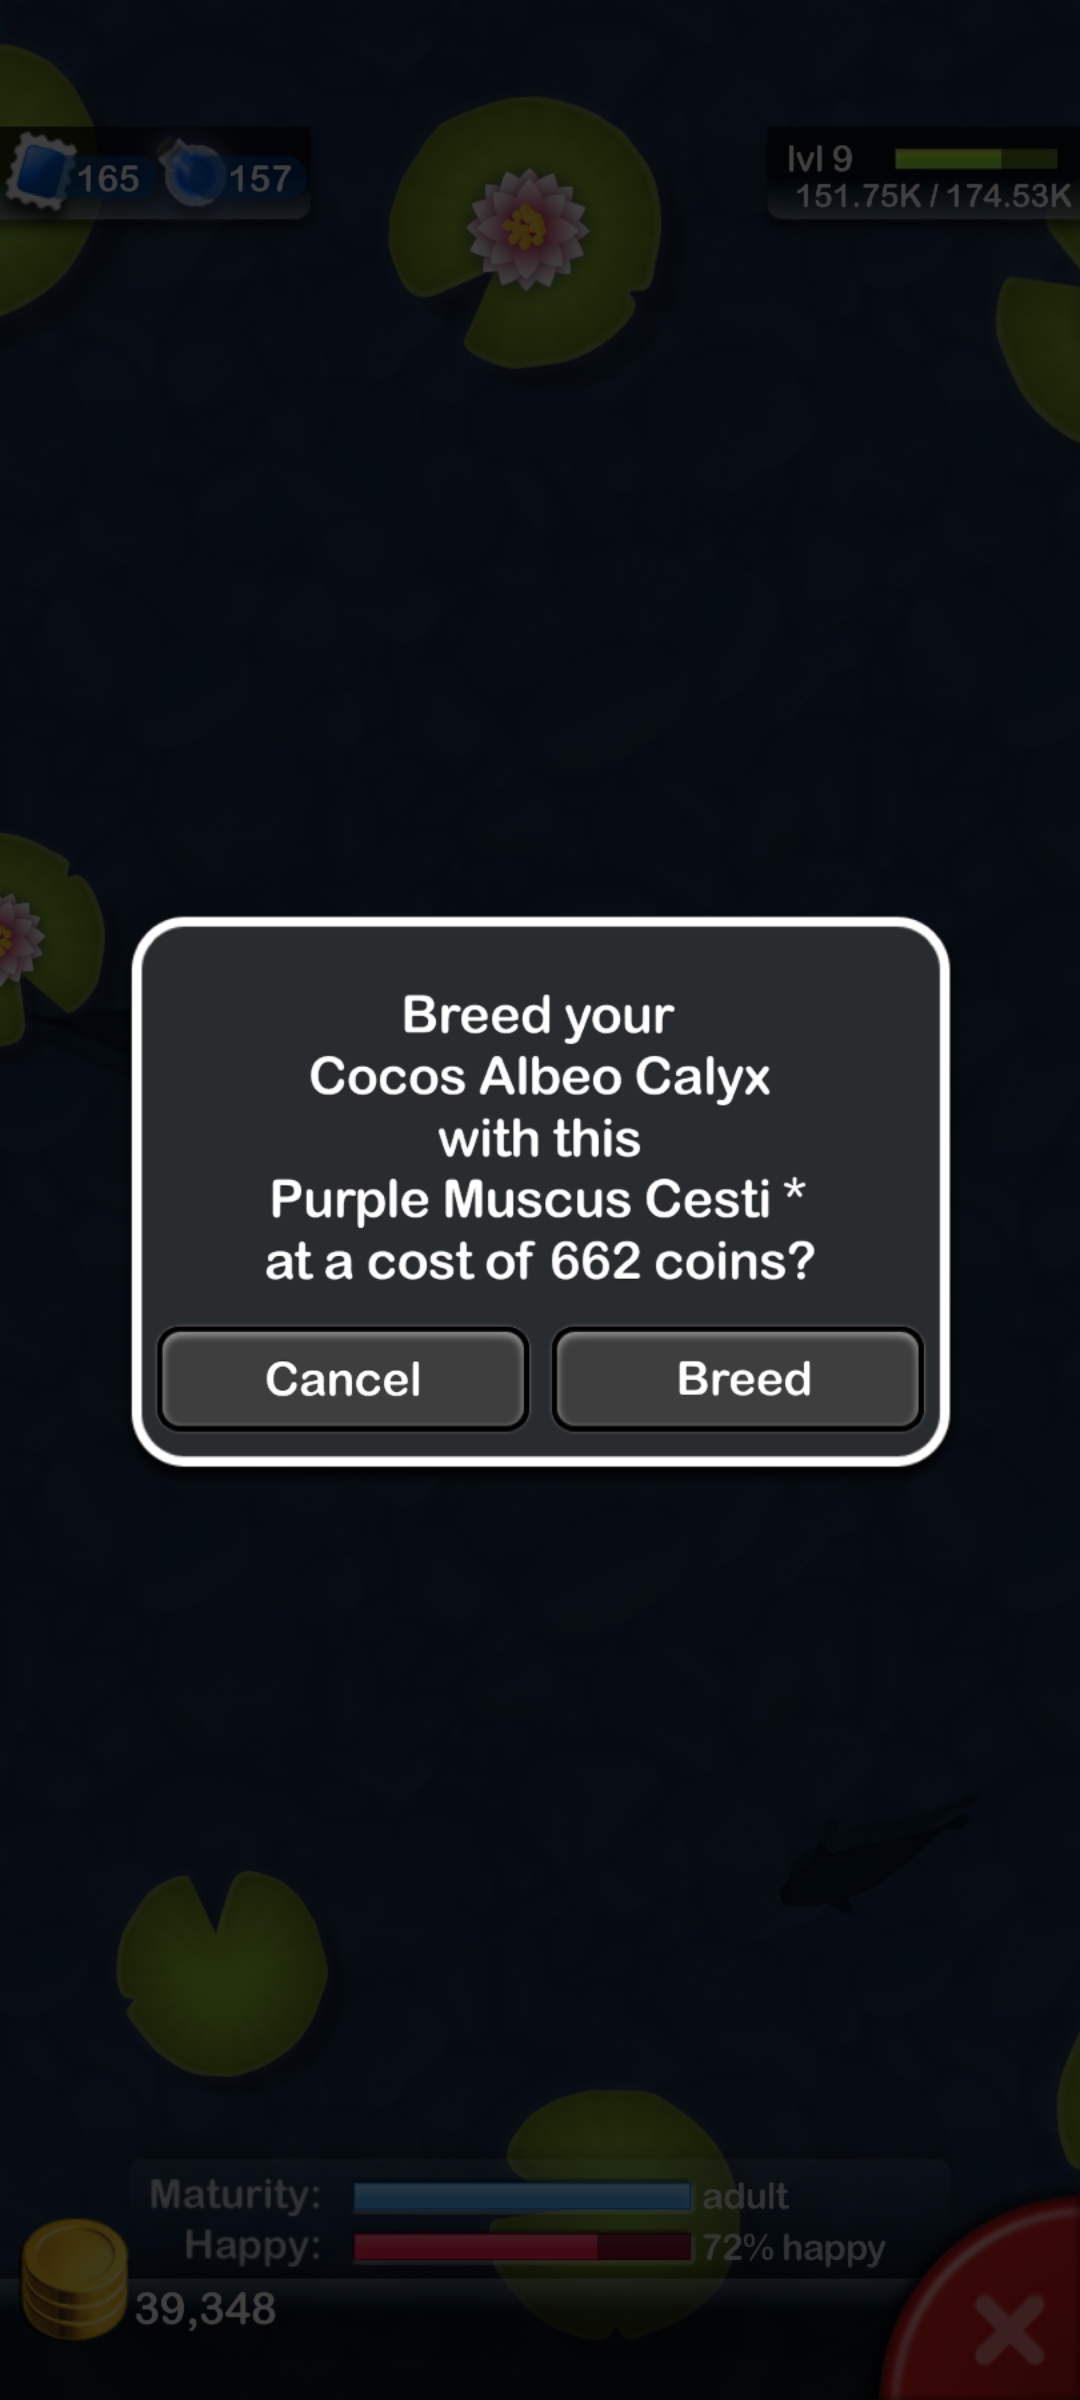 165 157
lvl 9
151.75K / 174.53K
Breed your
Cocos Albeo Calyx
with this
Purple Muscus Cesti *
at a cost of 662 coins?
Cancel Breed
Maturity: adult
Happy: 72% happy
39,348